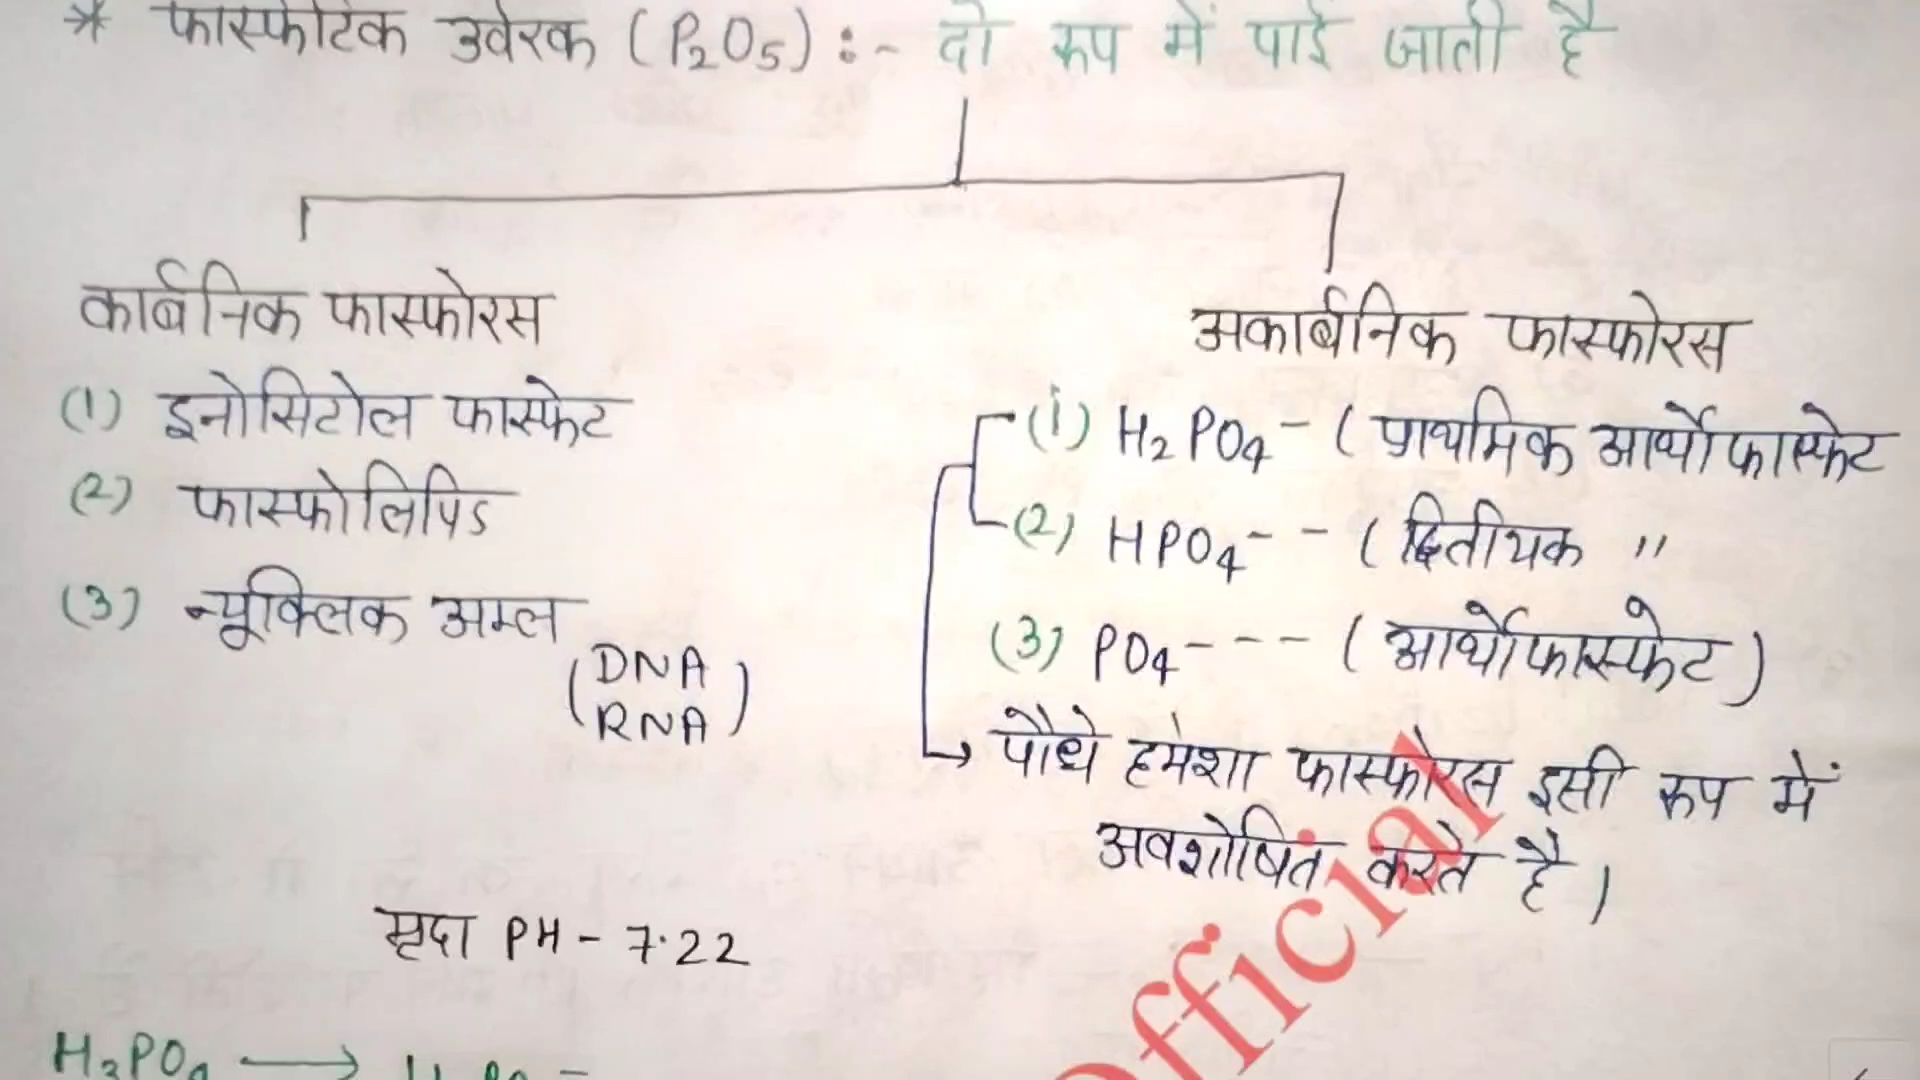 * फास्फेटिक उर्वरक (P₂O₅) :- दो रूप में पाई जाती है
कार्बनिक फास्फोरस
(1) इनोसिटोल फास्फेट
(2) फास्फोलिपिड
(3) न्यूक्लिक अम्ल
(DNA
RNA)
अकार्बनिक फास्फोरस
(1) H₂PO₄- (प्राथमिक आर्थोफास्फेट
(2) HPO₄- - (द्वितीयक "
(3) PO₄- - - (आर्थोफास्फेट)
→ पौधे हमेशा फास्फोरस इसी रूप में
अवशोषित करते है।
मृदा PH - 7.22
H₃PO₄ →
Official